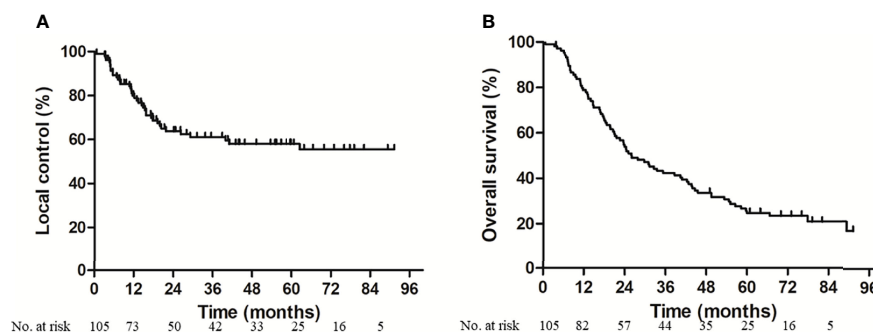 A
Local control (%)
100
80
60
40
20
0
0 12 24 36 48 60 72 84 96
Time (months)
No. at risk 105 73 50 42 33 25 16 5
B
Overall survival (%)
100
80
60
40
20
0
0 12 24 36 48 60 72 84 96
Time (months)
No. at risk 105 82 57 44 35 25 16 5